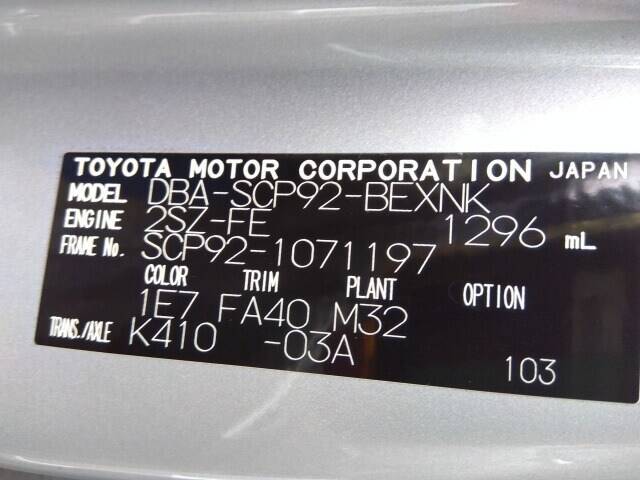 TOYOTA MOTOR CORPORATION JAPAN
MODEL DBA-SCP92-BEXNK
ENGINE 2SZ-FE 1296 mL
FRAME No. SCP92-1071197
COLOR TRIM PLANT OPTION
1E7 FA40 M32
TRANS./AXLE K410 -03A
103